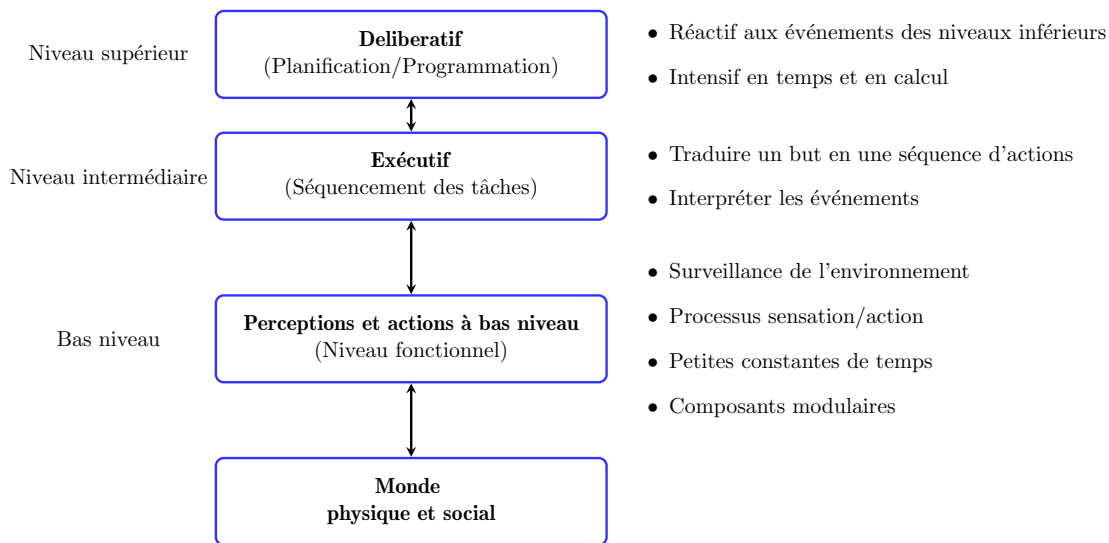 Niveau supérieur
Deliberatif
(Planification/Programmation)
• Réactif aux événements des niveaux inférieurs
• Intensif en temps et en calcul
Niveau intermédiaire
Exécutif
(Séquencement des tâches)
• Traduire un but en une séquence d'actions
• Interpréter les événements
Bas niveau
Perceptions et actions à bas niveau
(Niveau fonctionnel)
• Surveillance de l'environnement
• Processus sensation/action
• Petites constantes de temps
• Composants modulaires
Monde
physique et social